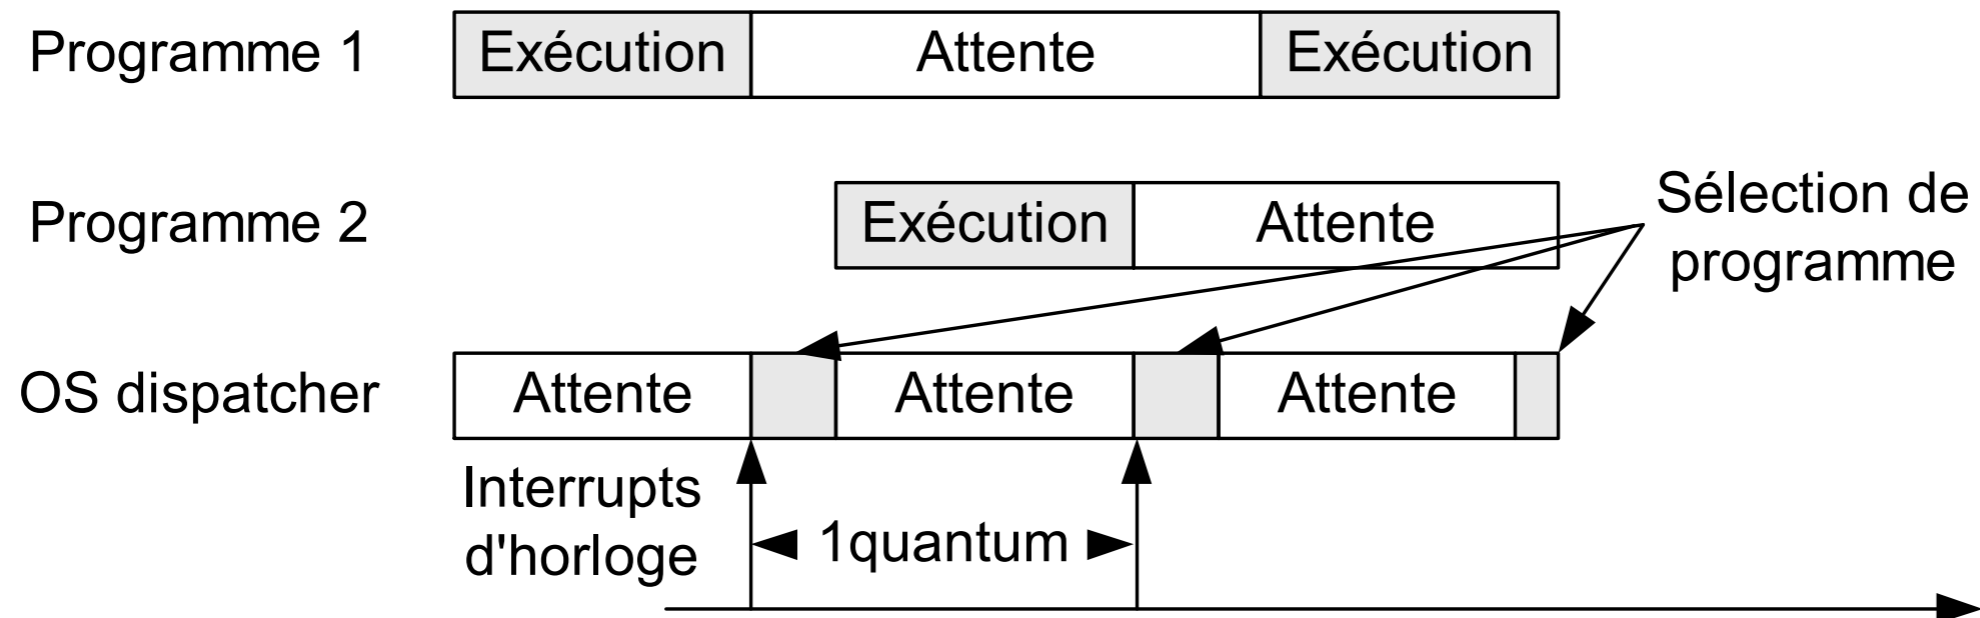 Programme 1
Exécution
Attente
Exécution
Programme 2
Exécution
Attente
Sélection de
programme
OS dispatcher
Attente
Attente
Attente
Interrupts
d'horloge
1quantum